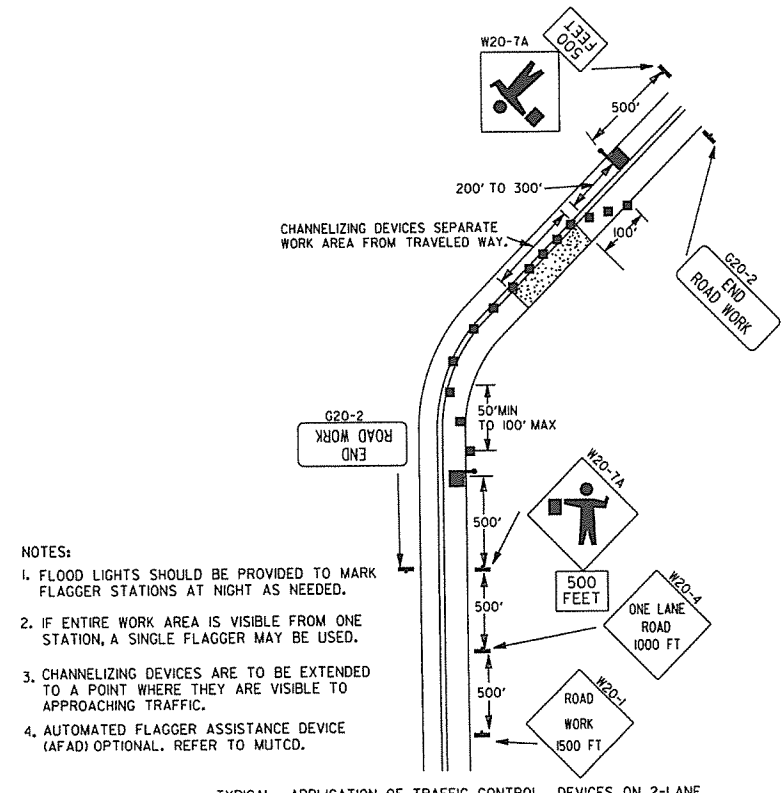 W20-7A
500
FEET
500'
200' TO 300'
CHANNELIZING DEVICES SEPARATE
WORK AREA FROM TRAVELED WAY.
100'
G20-2
END
ROAD WORK
G20-2
END
ROAD WORK
50' MIN
TO 100' MAX
W20-7A
500'
500
FEET
500'
W20-4
ONE LANE
ROAD
1000 FT
500'
W20-1
ROAD
WORK
1500 FT
NOTES:
1. FLOOD LIGHTS SHOULD BE PROVIDED TO MARK
FLAGGER STATIONS AT NIGHT AS NEEDED.
2. IF ENTIRE WORK AREA IS VISIBLE FROM ONE
STATION, A SINGLE FLAGGER MAY BE USED.
3. CHANNELIZING DEVICES ARE TO BE EXTENDED
TO A POINT WHERE THEY ARE VISIBLE TO
APPROACHING TRAFFIC.
4. AUTOMATED FLAGGER ASSISTANCE DEVICE
(AFAD) OPTIONAL. REFER TO MUTCD.
TYPICAL APPLICATION OF TRAFFIC CONTROL DEVICES ON 2-LANE